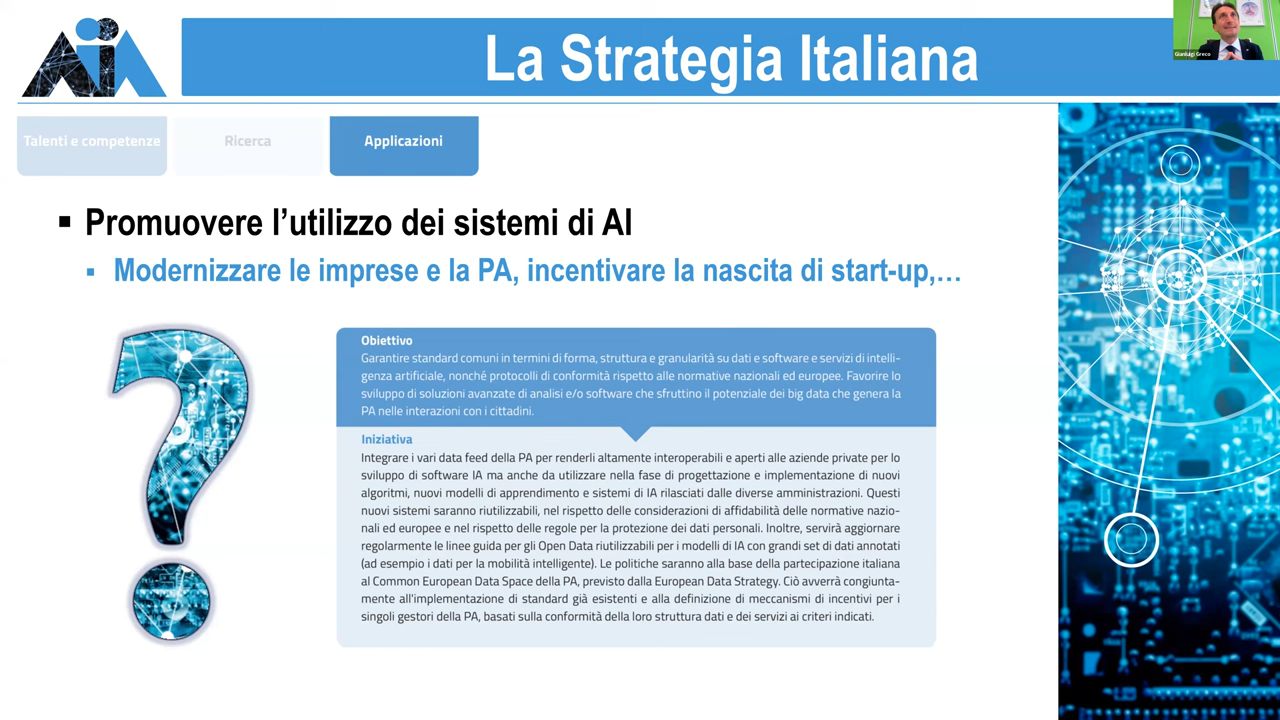 AIA
La Strategia Italiana
Gianluigi Greco
Talenti e competenze
Ricerca
Applicazioni
Promuovere l’utilizzo dei sistemi di AI
Modernizzare le imprese e la PA, incentivare la nascita di start-up,…
Obiettivo
Garantire standard comuni in termini di forma, struttura e granularità su dati e software e servizi di intelli-
genza artificiale, nonché protocolli di conformità rispetto alle normative nazionali ed europee. Favorire lo
sviluppo di soluzioni avanzate di analisi e/o software che sfruttino il potenziale dei big data che genera la
PA nelle interazioni con i cittadini.
Iniziativa
Integrare i vari data feed della PA per renderli altamente interoperabili e aperti alle aziende private per lo
sviluppo di software IA ma anche da utilizzare nella fase di progettazione e implementazione di nuovi
algoritmi, nuovi modelli di apprendimento e sistemi di IA rilasciati dalle diverse amministrazioni. Questi
nuovi sistemi saranno riutilizzabili, nel rispetto delle considerazioni di affidabilità delle normative nazio-
nali ed europee e nel rispetto delle regole per la protezione dei dati personali. Inoltre, servirà aggiornare
regolarmente le linee guida per gli Open Data riutilizzabili per i modelli di IA con grandi set di dati annotati
(ad esempio i dati per la mobilità intelligente). Le politiche saranno alla base della partecipazione italiana
al Common European Data Space della PA, previsto dalla European Data Strategy. Ciò avverrà congiunta-
mente all’implementazione di standard già esistenti e alla definizione di meccanismi di incentivi per i
singoli gestori della PA, basati sulla conformità della loro struttura dati e dei servizi ai criteri indicati.